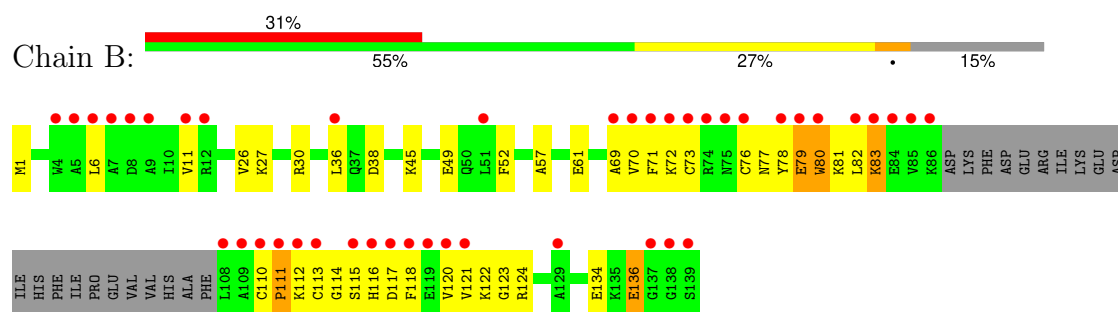 31%
Chain B:
55% 27% • 15%
M1 W4 A5 L6 A7 D8 A9 I10 V11 R12 V26 K27 R30 L36 Q37 D38 K45 E49 Q50 L51 F52 A57 E61 A69 V70 F71 K72 C73 R74 N75 C76 N77 Y78 E79 W80 K81 L82 K83 E84 V85 K86 ASP LYS PHE ASP GLU ARG ILE LYS GLU ASP
ILE HIS PHE ILE PRO GLU VAL VAL HIS ALA PHE L108 A109 C110 P111 K112 C113 G114 S115 H116 D117 F118 E119 V120 V121 K122 G123 R124 A129 E134 K135 E136 G137 G138 S139